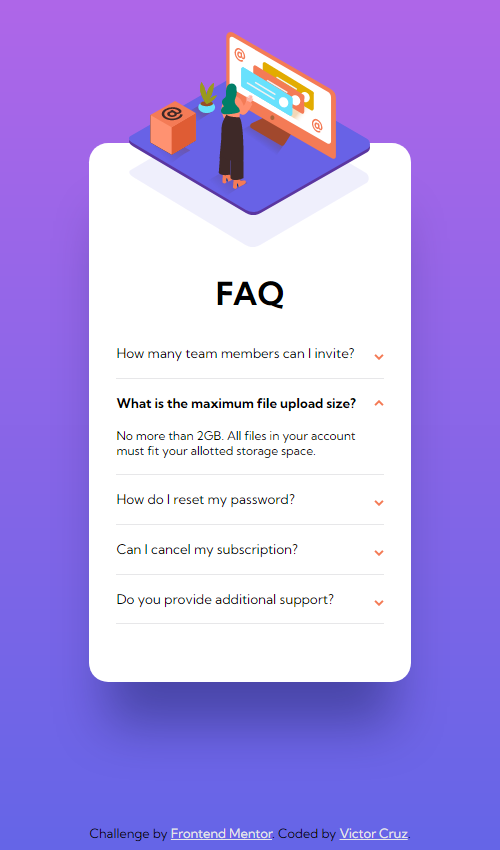 @
@
@
FAQ
How many team members can I invite?
What is the maximum file upload size?
No more than 2GB. All files in your account
must fit your allotted storage space.
How do I reset my password?
Can I cancel my subscription?
Do you provide additional support?
Challenge by Frontend Mentor. Coded by Victor Cruz.